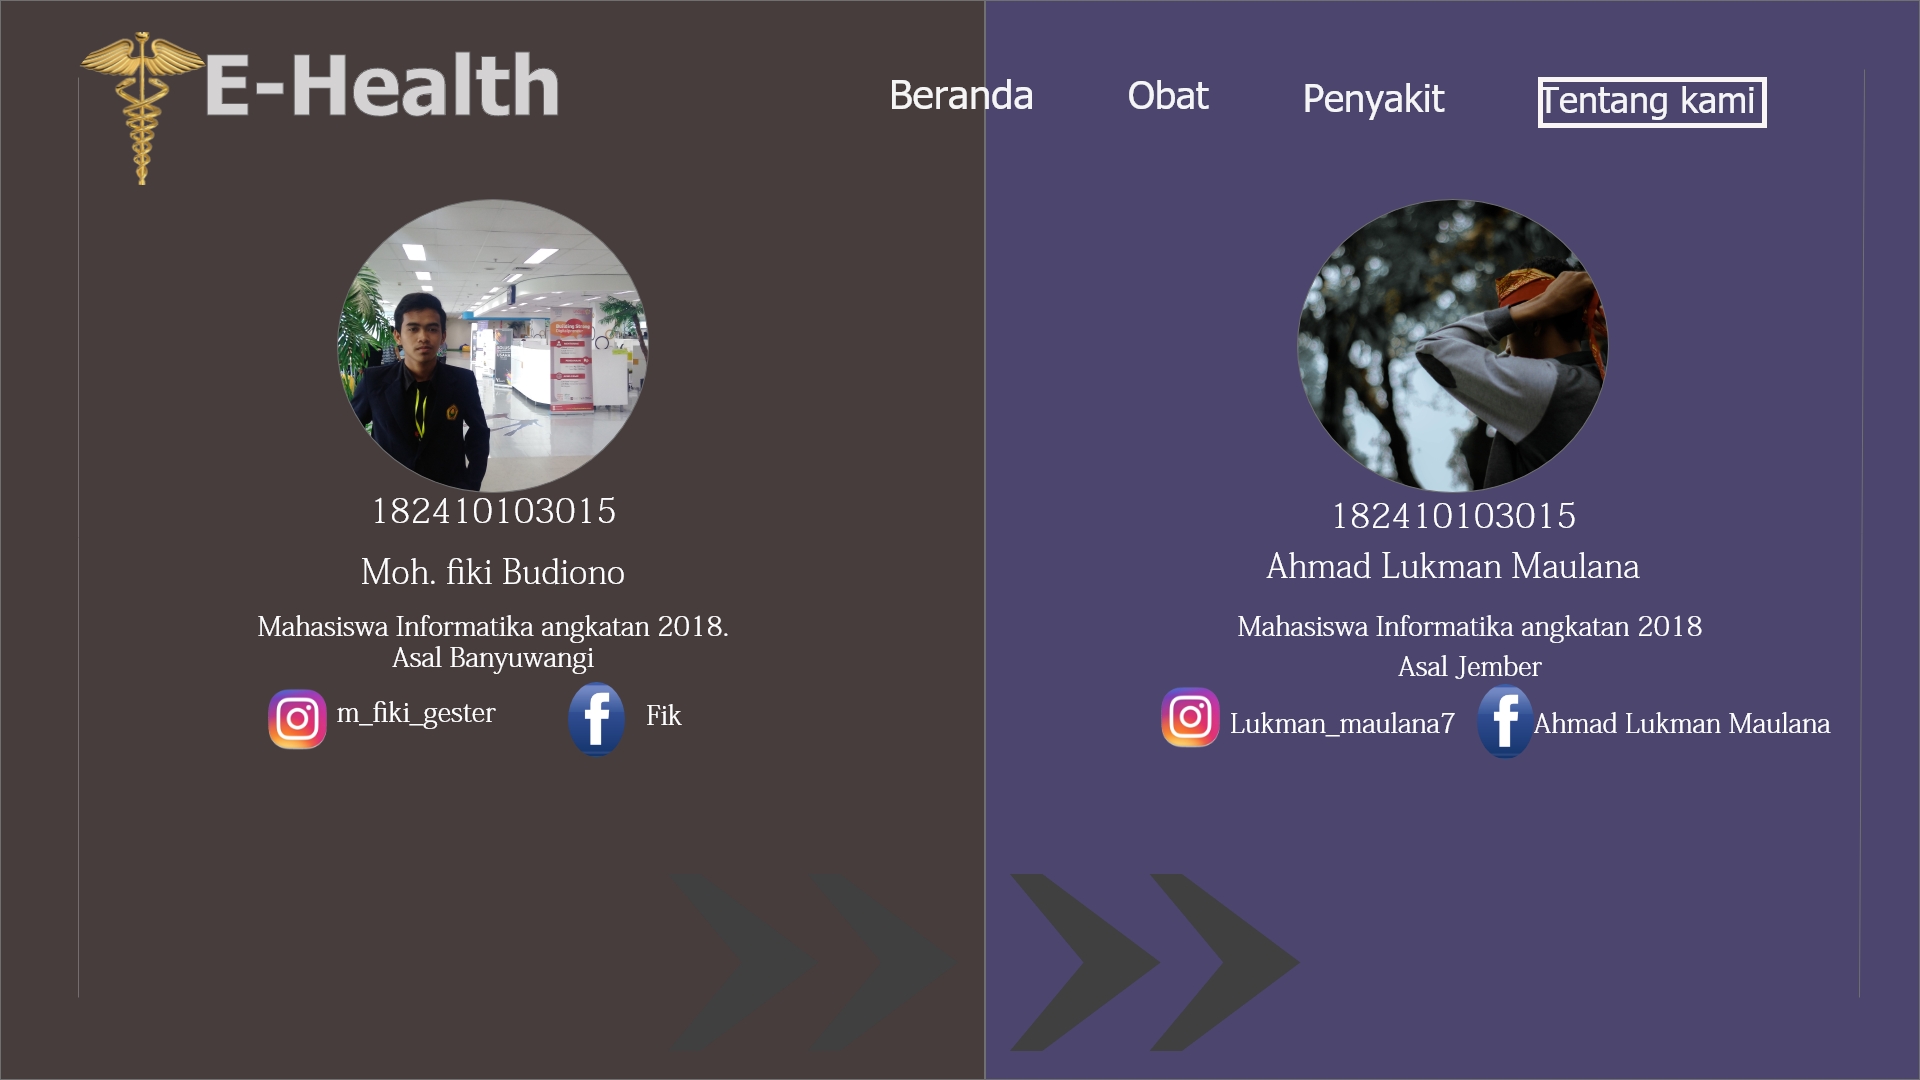 E-Health
Beranda
Obat
Penyakit
Tentang kami
182410103015
Moh. fiki Budiono
Mahasiswa Informatika angkatan 2018.
Asal Banyuwangi
m_fiki_gester
Fik
182410103015
Ahmad Lukman Maulana
Mahasiswa Informatika angkatan 2018
Asal Jember
Lukman_maulana7
Ahmad Lukman Maulana